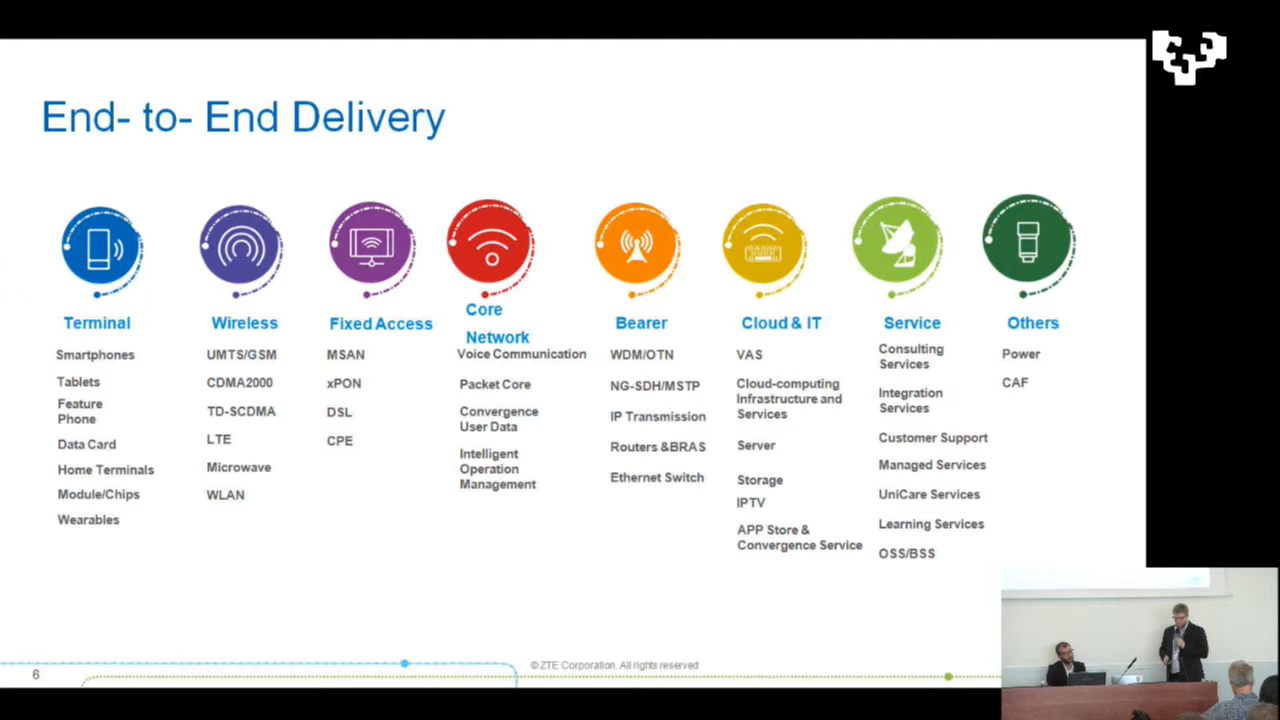 End- to- End Delivery
Terminal
Smartphones
Tablets
Feature
Phone
Data Card
Home Terminals
Module/Chips
Wearables
Wireless
UMTS/GSM
CDMA2000
TD-SCDMA
LTE
Microwave
WLAN
Fixed Access
MSAN
xPON
DSL
CPE
Core
Network
Voice Communication
Packet Core
Convergence
User Data
Intelligent
Operation
Management
Bearer
WDM/OTN
NG-SDH/MSTP
IP Transmission
Routers &BRAS
Ethernet Switch
Cloud & IT
VAS
Cloud-computing
Infrastructure and
Services
Server
Storage
IPTV
APP Store &
Convergence Service
Service
Consulting
Services
Integration
Services
Customer Support
Managed Services
UniCare Services
Learning Services
OSS/BSS
Others
Power
CAF
6
© ZTE Corporation. All rights reserved